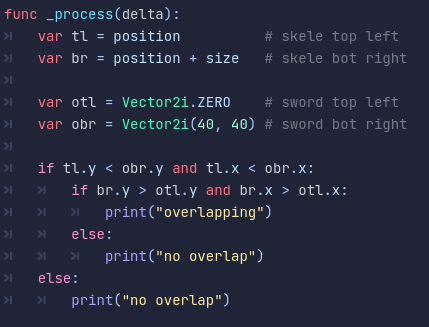 func _process(delta):
	var tl = position          # skele top left
	var br = position + size   # skele bot right

	var otl = Vector2i.ZERO    # sword top left
	var obr = Vector2i(40, 40) # sword bot right

	if tl.y < obr.y and tl.x < obr.x:
		if br.y > otl.y and br.x > otl.x:
			print("overlapping")
		else:
			print("no overlap")
	else:
		print("no overlap")